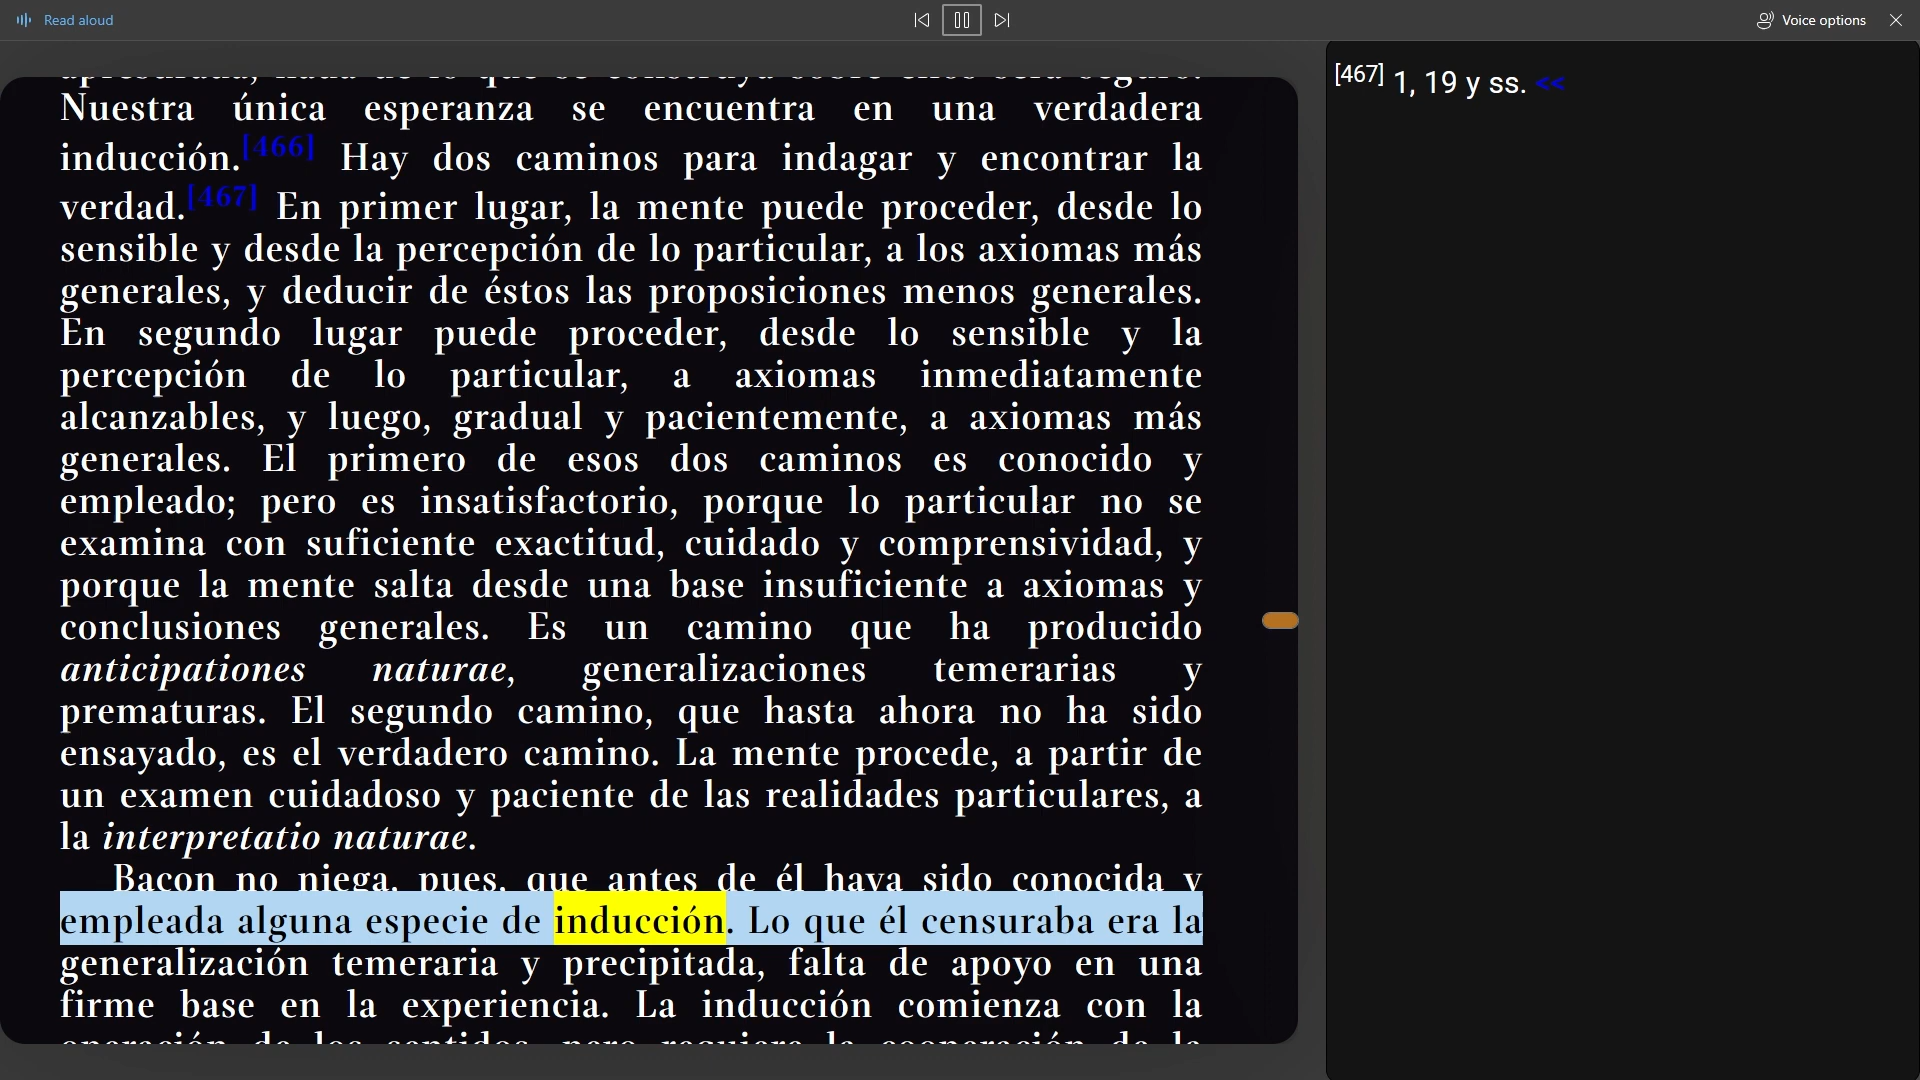 Read aloud
Voice options
Nuestra única esperanza se encuentra en una verdadera
inducción.[466] Hay dos caminos para indagar y encontrar la
verdad.[467] En primer lugar, la mente puede proceder, desde lo
sensible y desde la percepción de lo particular, a los axiomas más
generales, y deducir de éstos las proposiciones menos generales.
En segundo lugar puede proceder, desde lo sensible y la
percepción de lo particular, a axiomas inmediatamente
alcanzables, y luego, gradual y pacientemente, a axiomas más
generales. El primero de esos dos caminos es conocido y
empleado; pero es insatisfactorio, porque lo particular no se
examina con suficiente exactitud, cuidado y comprensividad, y
porque la mente salta desde una base insuficiente a axiomas y
conclusiones generales. Es un camino que ha producido
anticipationes naturae, generalizaciones temerarias y
prematuras. El segundo camino, que hasta ahora no ha sido
ensayado, es el verdadero camino. La mente procede, a partir de
un examen cuidadoso y paciente de las realidades particulares, a
la interpretatio naturae.
Bacon no niega, pues, que antes de él haya sido conocida y
empleada alguna especie de inducción. Lo que él censuraba era la
generalización temeraria y precipitada, falta de apoyo en una
firme base en la experiencia. La inducción comienza con la
operación de los sentidos, pero requiere la cooperación de la
[467] 1, 19 y ss. <<